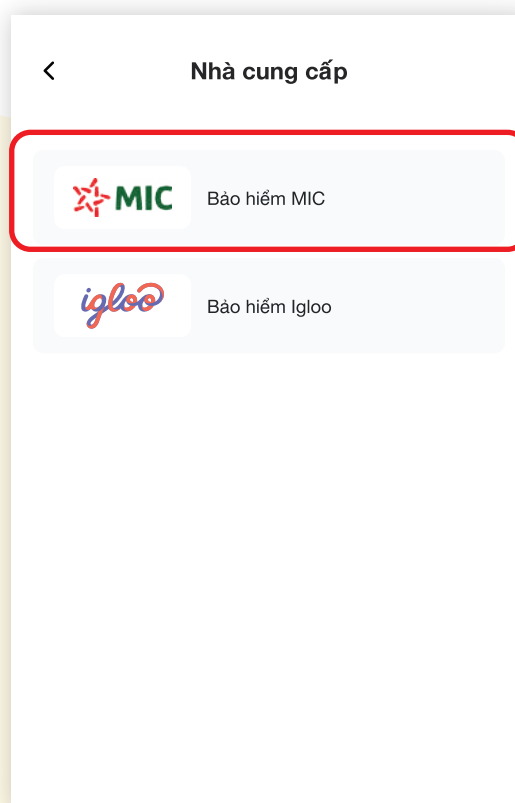 Nhà cung cấp
MIC
Bảo hiểm MIC
igloo
Bảo hiểm Igloo